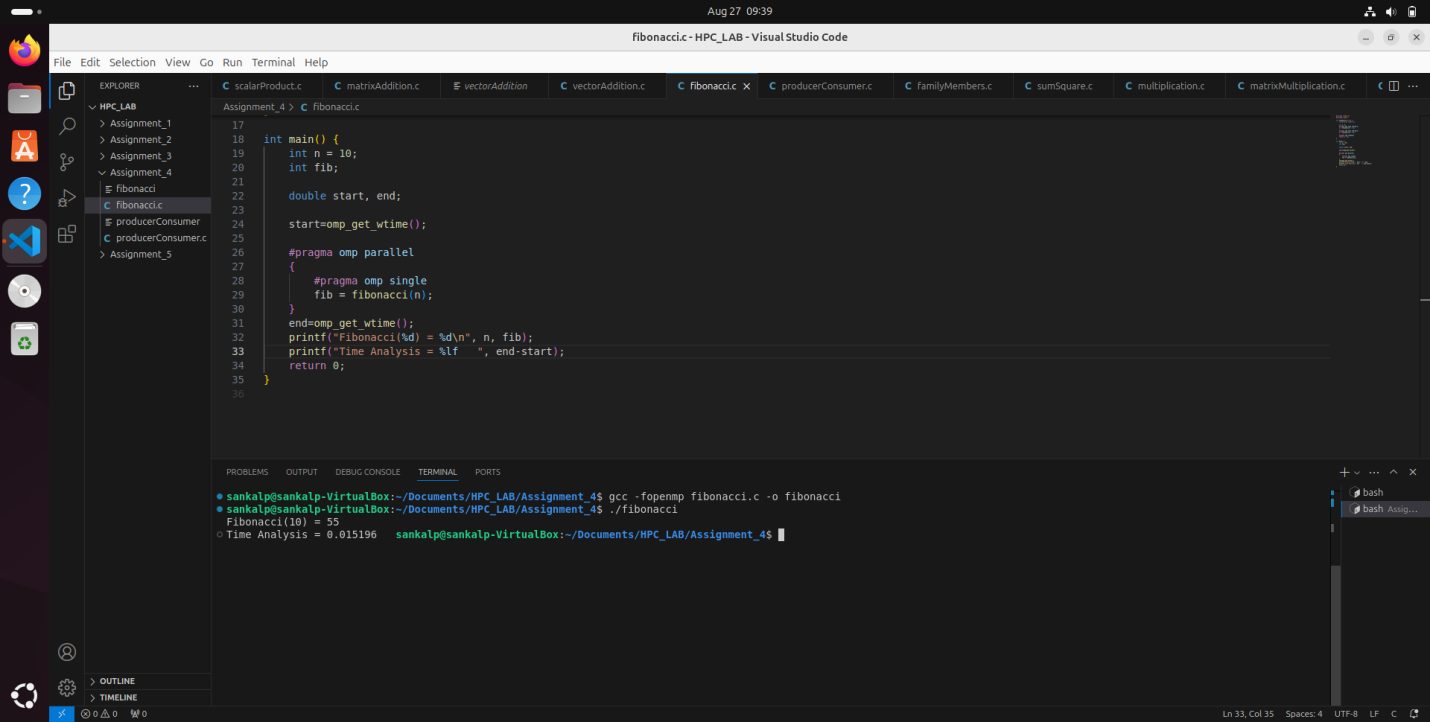 Aug 27 09:39
fibonacci.c - HPC_LAB - Visual Studio Code
File Edit Selection View Go Run Terminal Help
EXPLORER
HPC_LAB
Assignment_1
Assignment_2
Assignment_3
Assignment_4
fibonacci
fibonacci.c
producerConsumer
producerConsumer.c
Assignment_5
OUTLINE
TIMELINE
C scalarProduct.c C matrixAddition.c vectorAddition C vectorAddition.c C fibonacci.c C producerConsumer.c C familyMembers.c C sumSquare.c C multiplication.c C matrixMultiplication.c
Assignment_4 > C fibonacci.c
17
18 int main() {
19 int n = 10;
20 int fib;
21
22 double start, end;
23
24 start=omp_get_wtime();
25
26 #pragma omp parallel
27 {
28 #pragma omp single
29 fib = fibonacci(n);
30 }
31 end=omp_get_wtime();
32 printf("Fibonacci(%d) = %d\n", n, fib);
33 printf("Time Analysis = %lf   ", end-start);
34 return 0;
35 }
36
PROBLEMS OUTPUT DEBUG CONSOLE TERMINAL PORTS
sankalp@sankalp-VirtualBox:~/Documents/HPC_LAB/Assignment_4$ gcc -fopenmp fibonacci.c -o fibonacci
sankalp@sankalp-VirtualBox:~/Documents/HPC_LAB/Assignment_4$ ./fibonacci
Fibonacci(10) = 55
Time Analysis = 0.015196   sankalp@sankalp-VirtualBox:~/Documents/HPC_LAB/Assignment_4$
bash
bash Assig...
0 0 0
Ln 33, Col 35 Spaces: 4 UTF-8 LF C